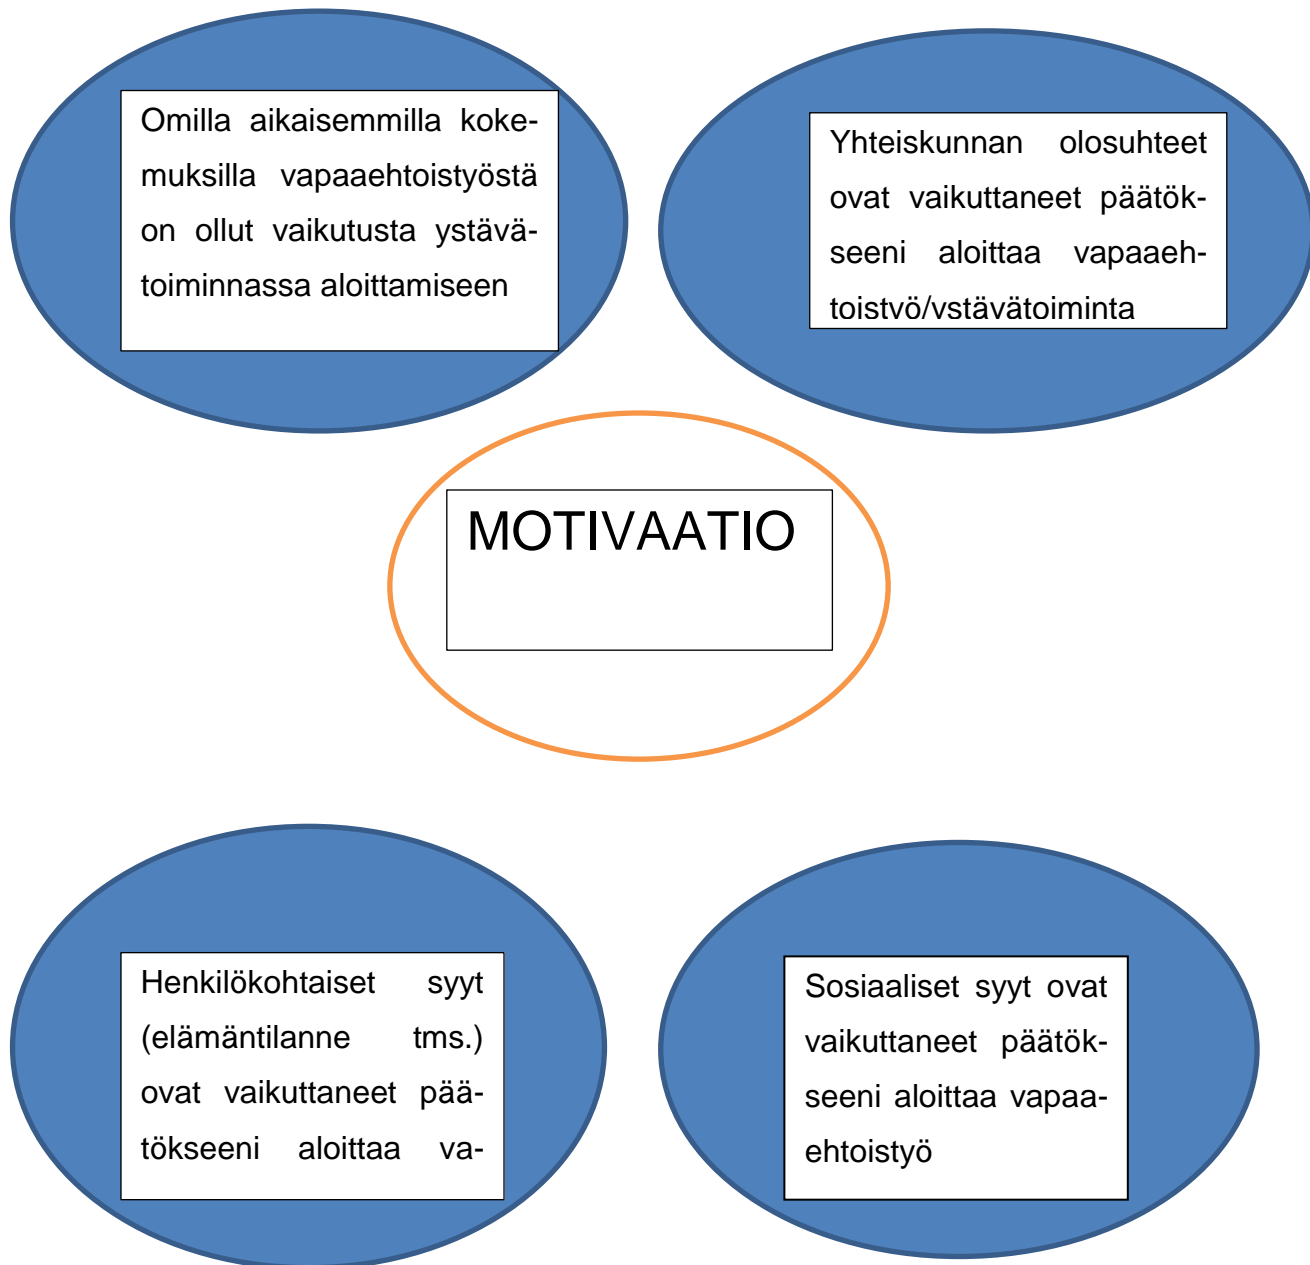 Omilla aikaisemmilla koke-
muksilla vapaaehtoistyöstä
on ollut vaikutusta ystävä-
toiminnassa aloittamiseen
Yhteiskunnan olosuhteet
ovat vaikuttaneet päätök-
seeni aloittaa vapaaeh-
toistyö/ystävätoiminta
MOTIVAATIO
Henkilökohtaiset syyt
(elämäntilanne tms.)
ovat vaikuttaneet pää-
tökseeni aloittaa va-
Sosiaaliset syyt ovat
vaikuttaneet päätök-
seeni aloittaa vapaa-
ehtoistyö